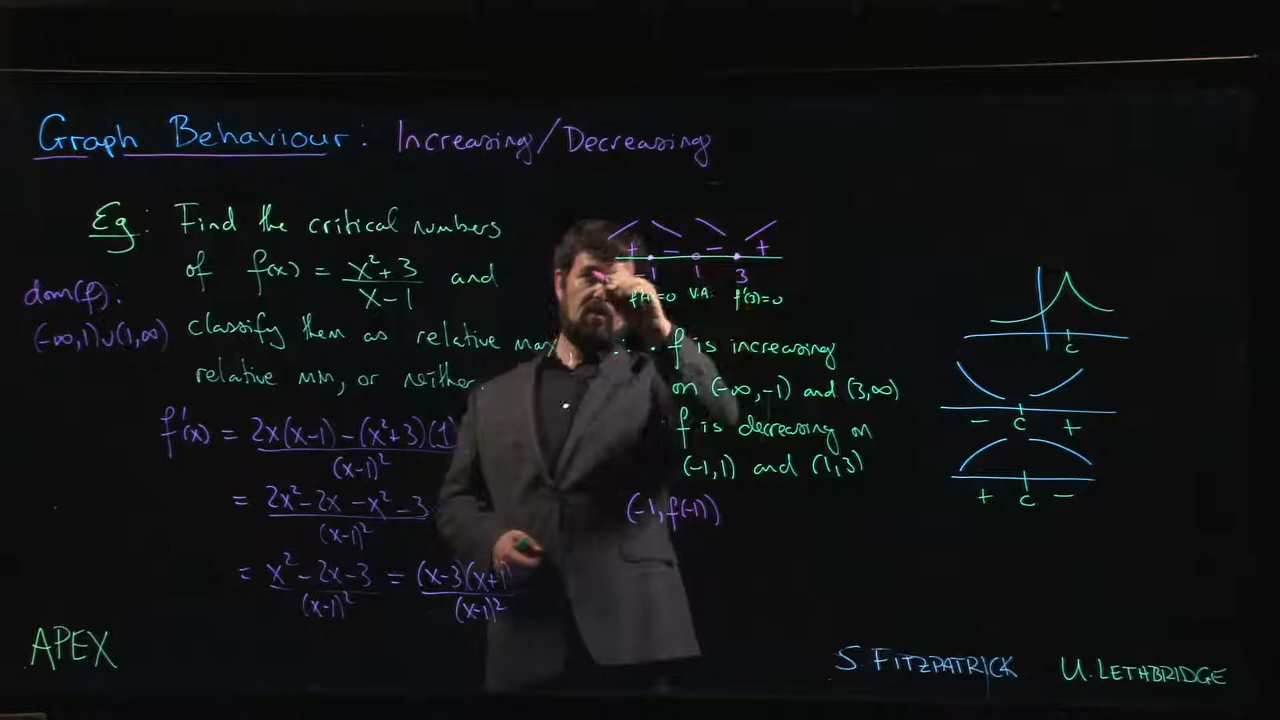 Graph Behaviour: Increasing/Decreasing
Eg: Find the critical numbers
of f(x) = x²+3 / x-1 and
dom(f):
(-∞,1)∪(1,∞)
classify them as relative max,
relative min, or neither.
f'(x) = 2x(x-1) - (x²+3)(1) / (x-1)²
= 2x²-2x-x²-3 / (x-1)²
= x²-2x-3 / (x-1)² = (x-3)(x+1) / (x-1)²
+ - - +
-1 1 3
=0 V.A. f'(3)=0
∴ f is increasing
on (-∞,-1) and (3,∞)
f is decreasing on
(-1,1) and (1,3)
(-1,f(-1))
c
- c +
+ c -
APEX
S. FITZPATRICK U. LETHBRIDGE